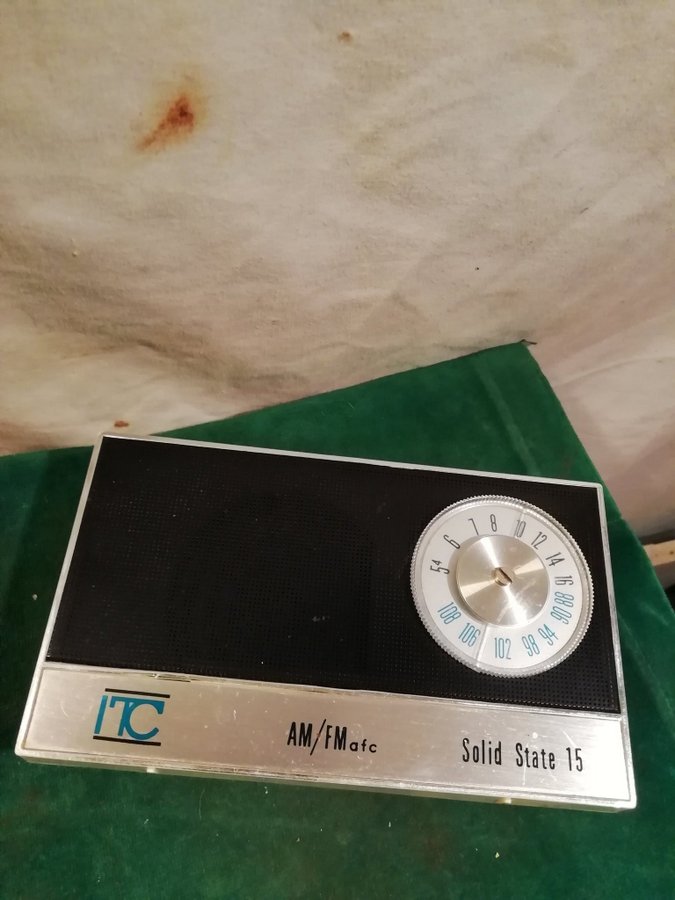 54 6 7 8 10 12 14 16
108 106 102 98 94 90 88
ITC
AM/FMafc
Solid State 15